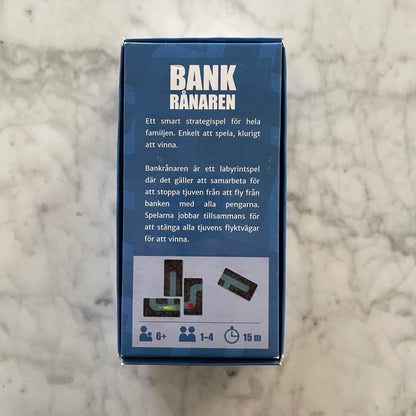 BANK
RÅNAREN
Ett smart strategispel för hela
familjen. Enkelt att spela, klurigt
att vinna.
Bankrånaren är ett labyrintspel
där det gäller att samarbeta för
att stoppa tjuven från att fly från
banken med alla pengarna.
Spelarna jobbar tillsammans för
att stänga alla tjuvens flyktvägar
för att vinna.
6+ 1-4 15 m